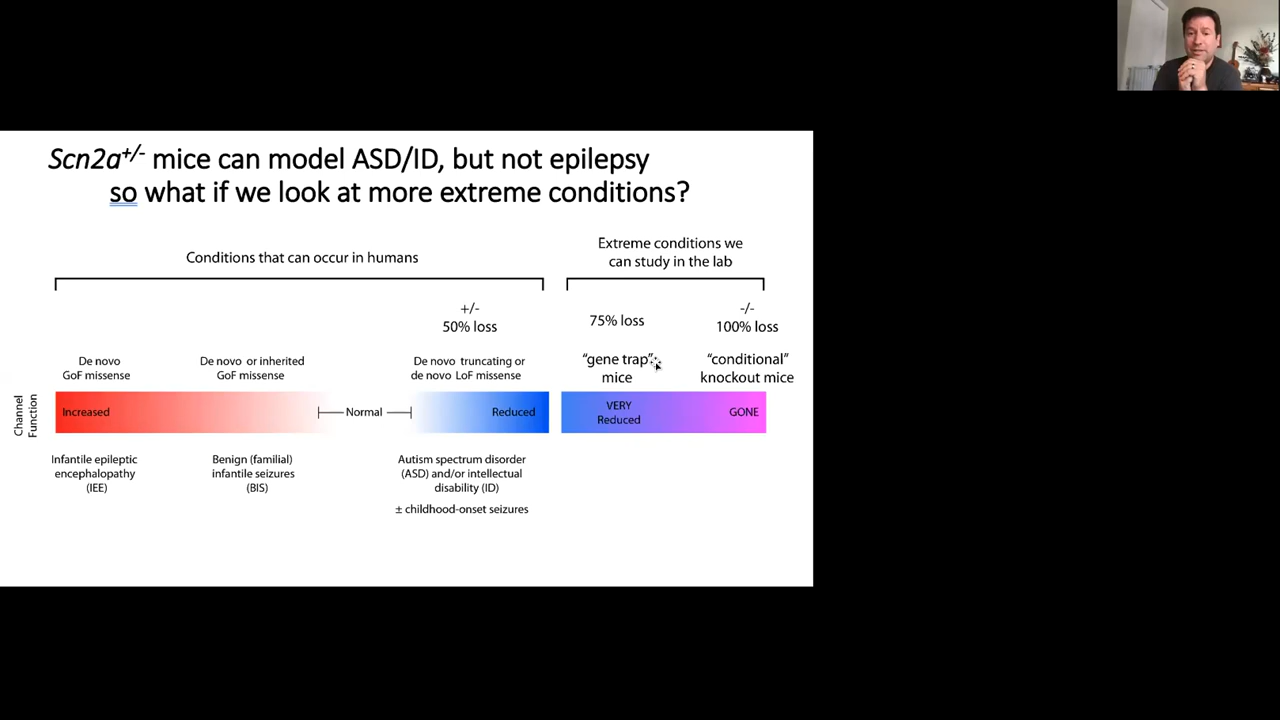 Scn2a+/- mice can model ASD/ID, but not epilepsy
so what if we look at more extreme conditions?
Conditions that can occur in humans
Extreme conditions we
can study in the lab
+/-
50% loss
75% loss
-/-
100% loss
De novo
GoF missense
De novo or inherited
GoF missense
De novo truncating or
de novo LoF missense
“gene trap”
mice
“conditional”
knockout mice
Channel
Function
Increased
Normal
Reduced
VERY
Reduced
GONE
Infantile epileptic
encephalopathy
(IEE)
Benign (familial)
infantile seizures
(BIS)
Autism spectrum disorder
(ASD) and/or intellectual
disability (ID)
± childhood-onset seizures